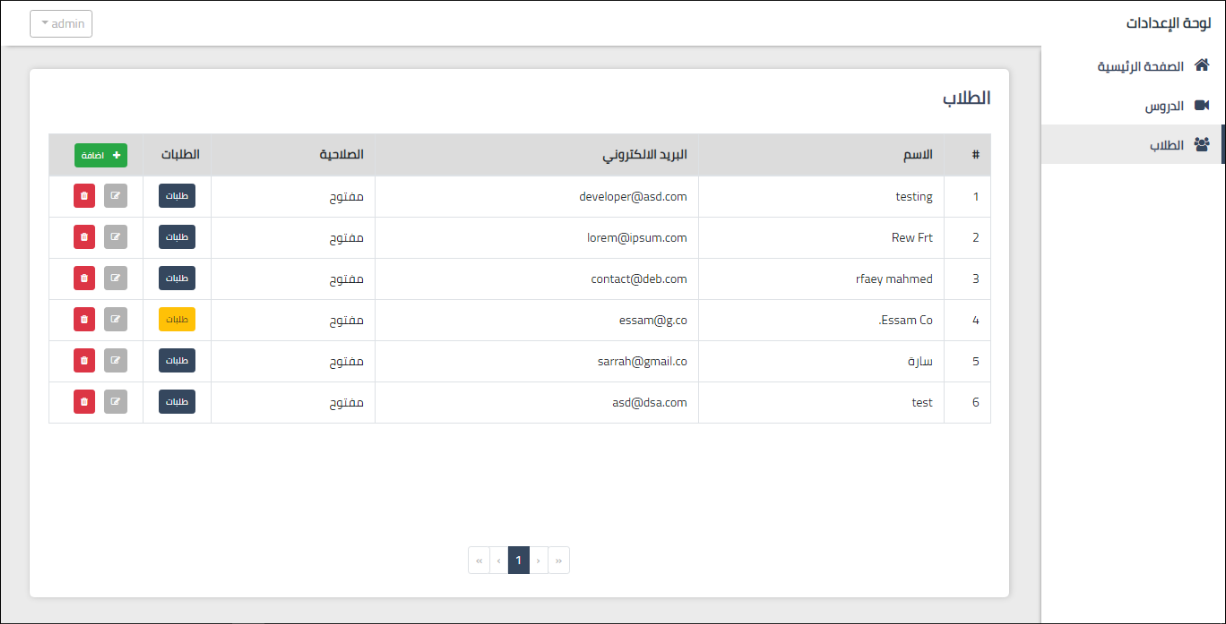 لوحة الإعدادات
admin
الصفحة الرئيسية
الدروس
الطلاب
الطلاب
# الاسم البريد الالكتروني الصلاحية الطلبات اضافة
1 testing developer@asd.com مفتوح طلبات
2 Rew Frt lorem@ipsum.com مفتوح طلبات
3 rfaey mahmed contact@deb.com مفتوح طلبات
4 .Essam Co essam@g.co مفتوح طلبات
5 سارة sarrah@gmail.co مفتوح طلبات
6 test asd@dsa.com مفتوح طلبات
« ‹ 1 › »